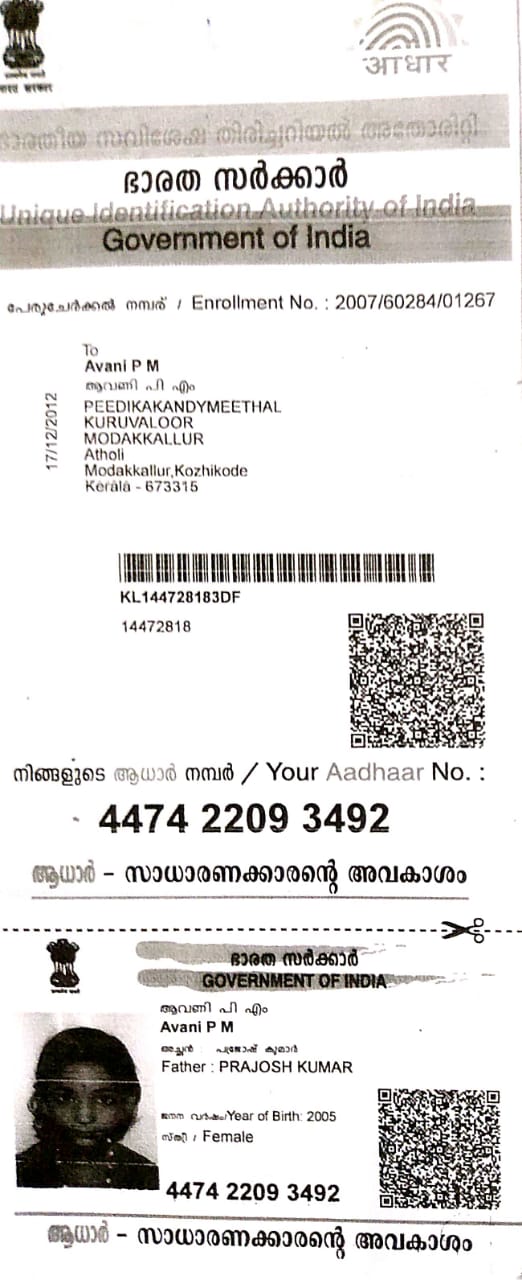 भारत सरकार
आधार
ഭാരതീയ സവിശേഷ തിരിച്ചറിയൽ അതോരിറ്റി
ഭാരത സർക്കാർ
Unique Identification Authority of India
Government of India
പേരുചേർക്കൽ നമ്പര് / Enrollment No. : 2007/60284/01267
To
Avani P M
ആവണി പി എം
PEEDIKAKANDYMEETHAL
KURUVALOOR
MODAKKALLUR
Atholi
Modakkallur,Kozhikode
Kerala - 673315
17/12/2012
KL144728183DF
14472818
നിങ്ങളുടെ ആധാർ നമ്പർ / Your Aadhaar No. :
4474 2209 3492
ആധാർ - സാധാരണക്കാരന്റെ അവകാശം
ഭാരത സർക്കാർ
GOVERNMENT OF INDIA
ആവണി പി എം
Avani P M
അച്ഛൻ : പ്രജോഷ് കുമാർ
Father : PRAJOSH KUMAR
ജനന വർഷം/Year of Birth: 2005
സ്ത്രീ / Female
4474 2209 3492
ആധാർ - സാധാരണക്കാരന്റെ അവകാശം